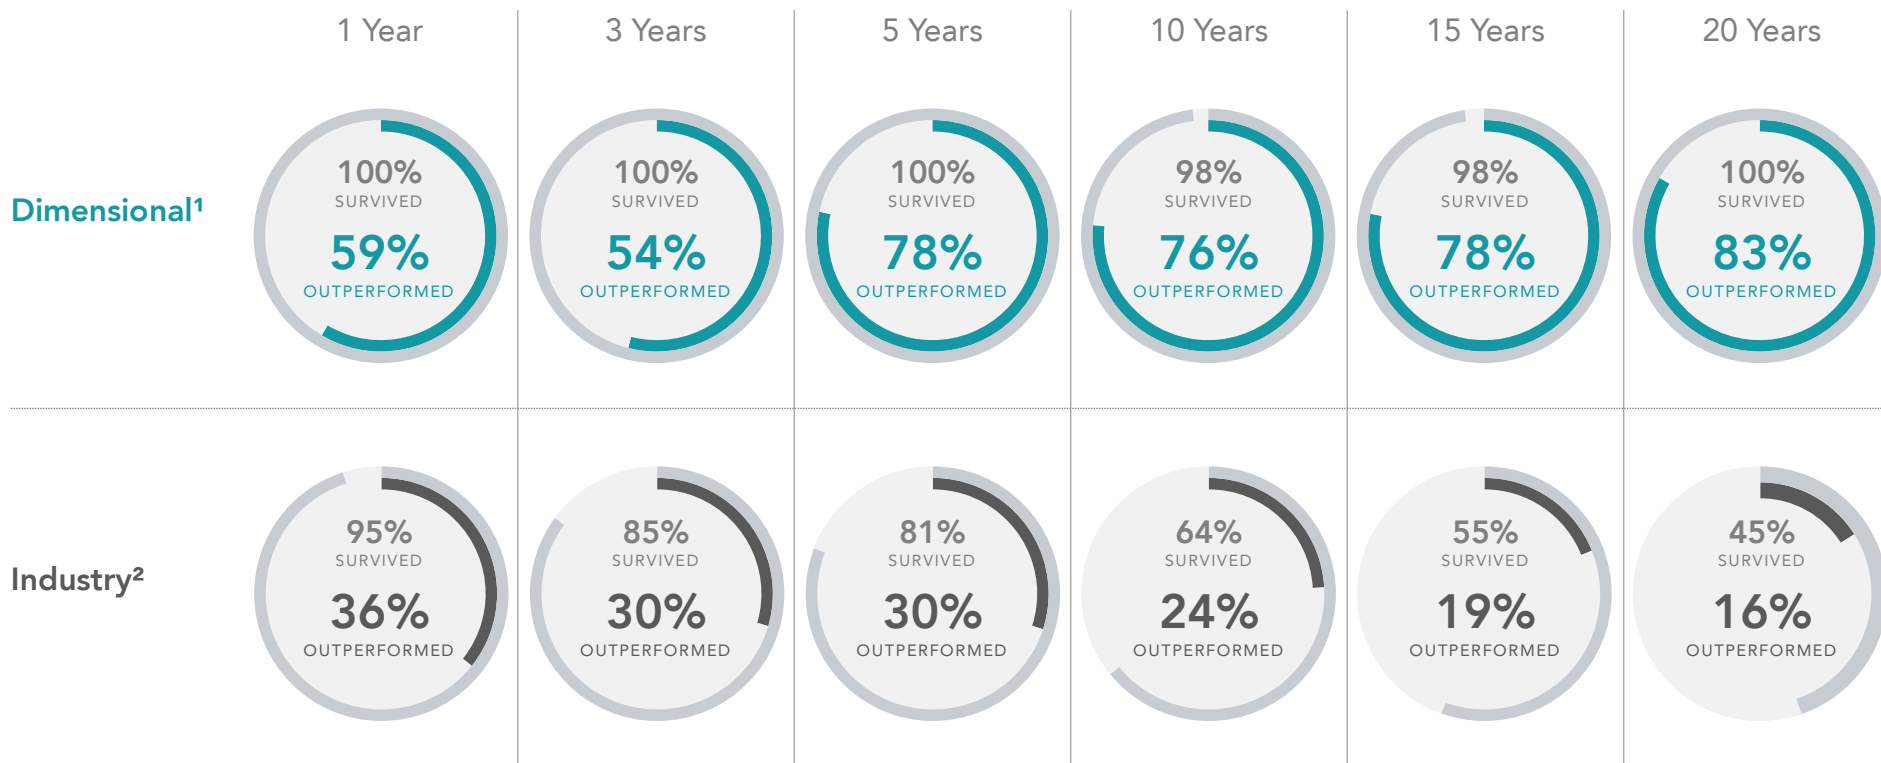 1 Year
3 Years
5 Years
10 Years
15 Years
20 Years
Dimensional¹
100%
SURVIVED
59%
OUTPERFORMED
100%
SURVIVED
54%
OUTPERFORMED
100%
SURVIVED
78%
OUTPERFORMED
98%
SURVIVED
76%
OUTPERFORMED
98%
SURVIVED
78%
OUTPERFORMED
100%
SURVIVED
83%
OUTPERFORMED
Industry²
95%
SURVIVED
36%
OUTPERFORMED
85%
SURVIVED
30%
OUTPERFORMED
81%
SURVIVED
30%
OUTPERFORMED
64%
SURVIVED
24%
OUTPERFORMED
55%
SURVIVED
19%
OUTPERFORMED
45%
SURVIVED
16%
OUTPERFORMED